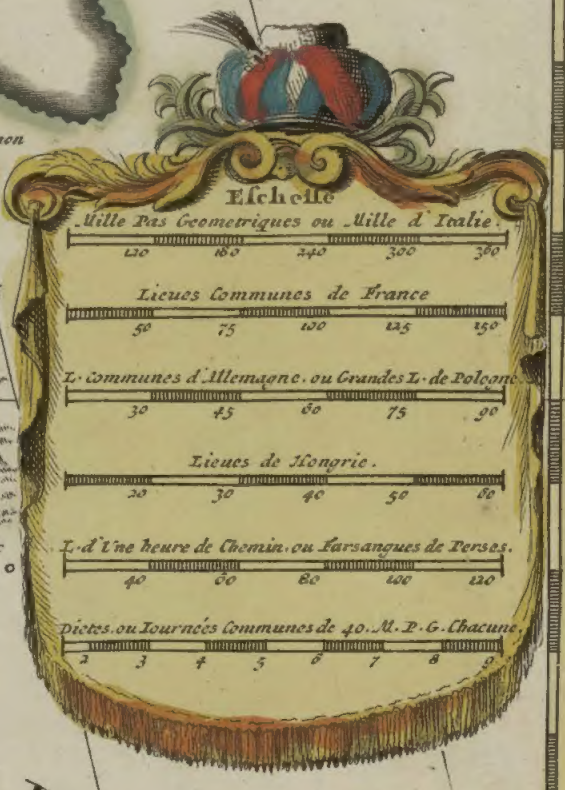 non
Eschelle
Mille Pas Geometriques ou Mille d'Italie.
120 180 240 300 360
Lieues Communes de France
50 75 100 125 150
L. Communes d'Allemagne. ou Grandes L. de Pologne.
30 45 60 75 90
Lieues de Hongrie.
20 30 40 50 60
L. d'Une heure de Chemin. ou Farsangues de Perses.
40 60 80 100 120
Dietes. ou Iournées Communes de 40. M. P. G. Chacune.
2 3 4 5 6 7 8 9